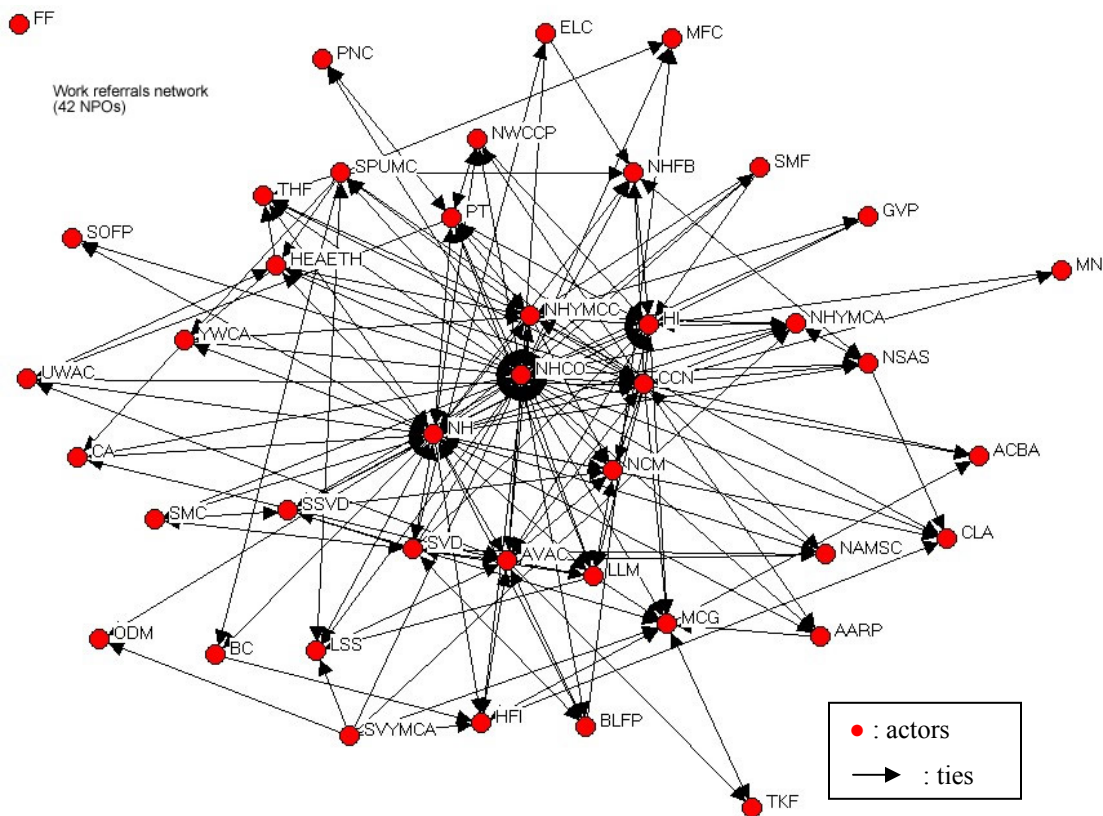 FF
ELC
MFC
PNC
Work referrals network
(42 NPOs)
NWCCP
SPUMC
NHFB
SMF
THF
PT
GVP
SOFP
HEAETH
MN
NHYMCC
HI
NHYMCA
YWCA
NSAS
UWAC
NHCO
CCN
NH
CA
NCM
ACBA
SMC
SSVD
SVD
AVAC
LLM
NAMSC
CLA
MCG
AARP
ODM
BC
LSS
SVYMCA
HFI
BLFP
: actors
: ties
TKF